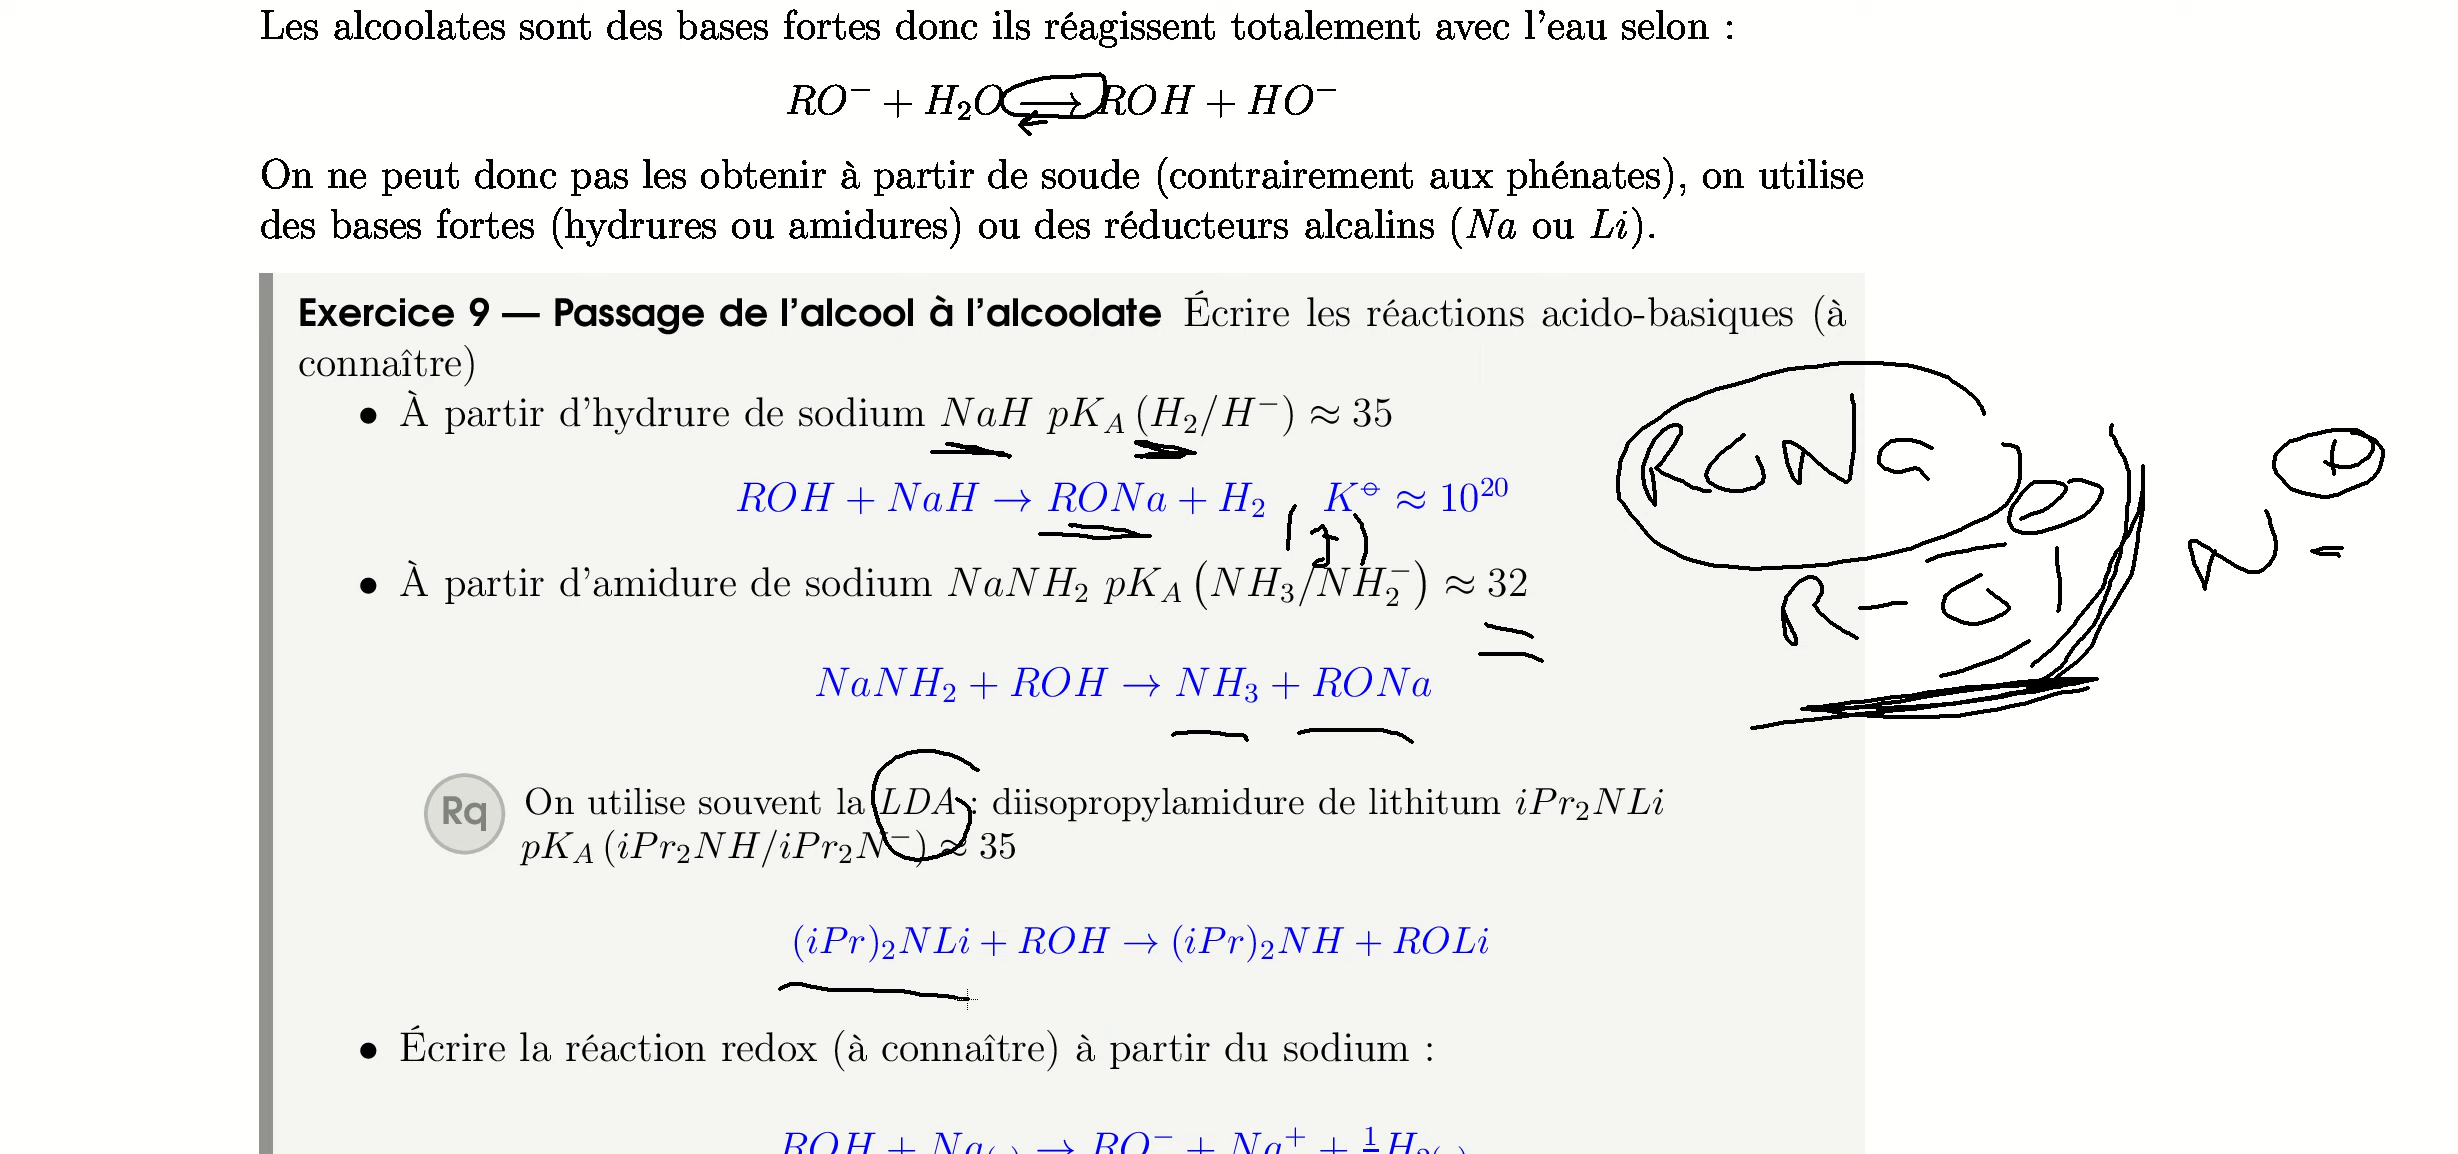 Les alcoolates sont des bases fortes donc ils réagissent totalement avec l'eau selon :
RO⁻ + H₂O ⟶ ROH + HO⁻
On ne peut donc pas les obtenir à partir de soude (contrairement aux phénates), on utilise
des bases fortes (hydrures ou amidures) ou des réducteurs alcalins (Na ou Li).
Exercice 9 — Passage de l'alcool à l'alcoolate Écrire les réactions acido-basiques (à
connaître)
• À partir d'hydrure de sodium NaH pK_A (H₂/H⁻) ≈ 35
RONa
ROH + NaH → RONa + H₂ K^⦵ ≈ 10²⁰
(g)
• À partir d'amidure de sodium NaNH₂ pK_A (NH₃/NH₂⁻) ≈ 32
R-O
NaNH₂ + ROH → NH₃ + RONa
Rq On utilise souvent la LDA : diisopropylamidure de lithitum iPr₂NLi
pK_A (iPr₂NH/iPr₂N⁻) ≈ 35
(iPr)₂NLi + ROH → (iPr)₂NH + ROLi
• Écrire la réaction redox (à connaître) à partir du sodium :